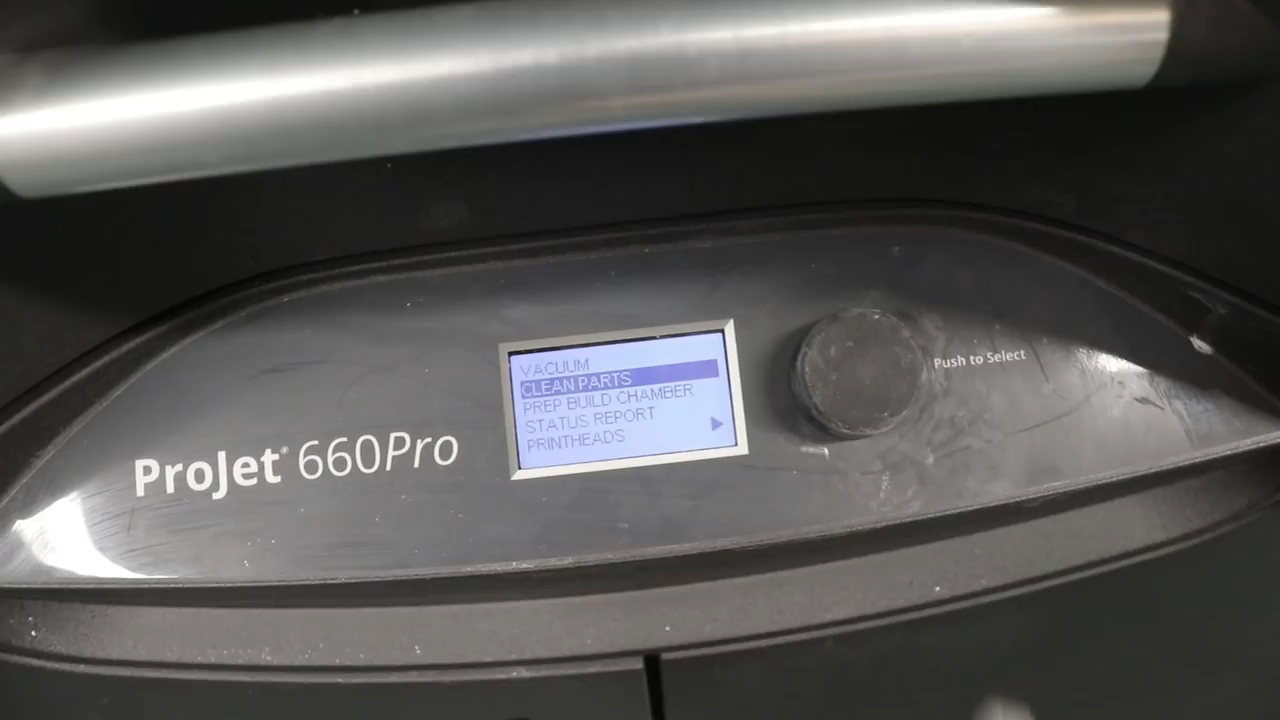 VACUUM
CLEAN PARTS
PREP BUILD CHAMBER
STATUS REPORT
PRINTHEADS
Push to Select
ProJet® 660Pro